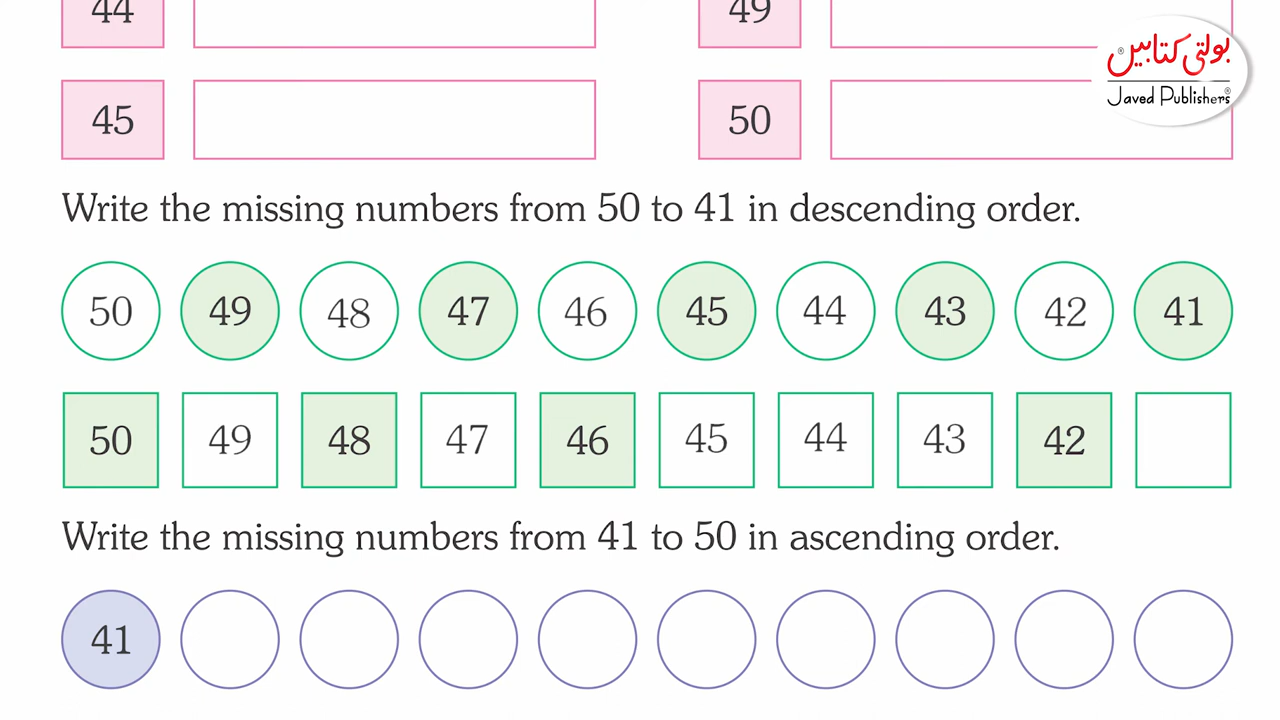 44 49
بولتی کتابیں®
Javed Publishers®
45 50
Write the missing numbers from 50 to 41 in descending order.
50 49 48 47 46 45 44 43 42 41
50 49 48 47 46 45 44 43 42
Write the missing numbers from 41 to 50 in ascending order.
41